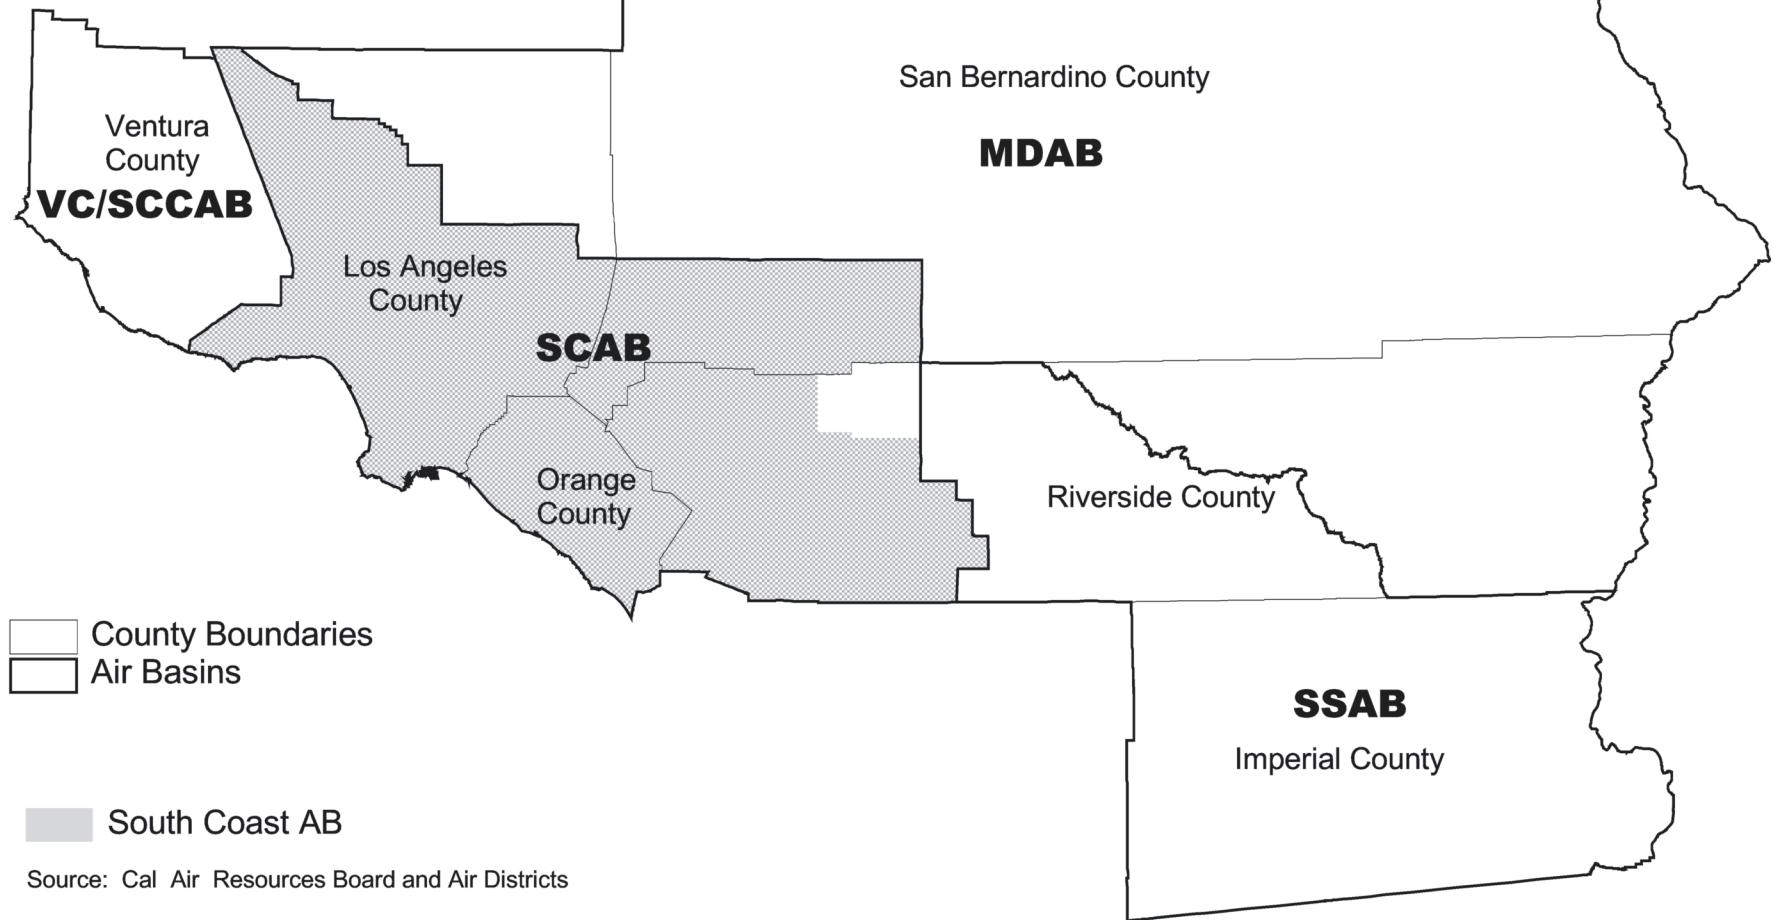 San Bernardino County
MDAB
Ventura
County
VC/SCCAB
Los Angeles
County
SCAB
Orange
County
Riverside County
County Boundaries
Air Basins
SSAB
Imperial County
South Coast AB
Source: Cal Air Resources Board and Air Districts